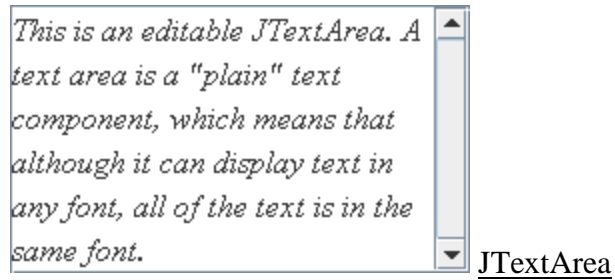 This is an editable JTextArea. A
text area is a "plain" text
component, which means that
although it can display text in
any font, all of the text is in the
same font.
JTextArea